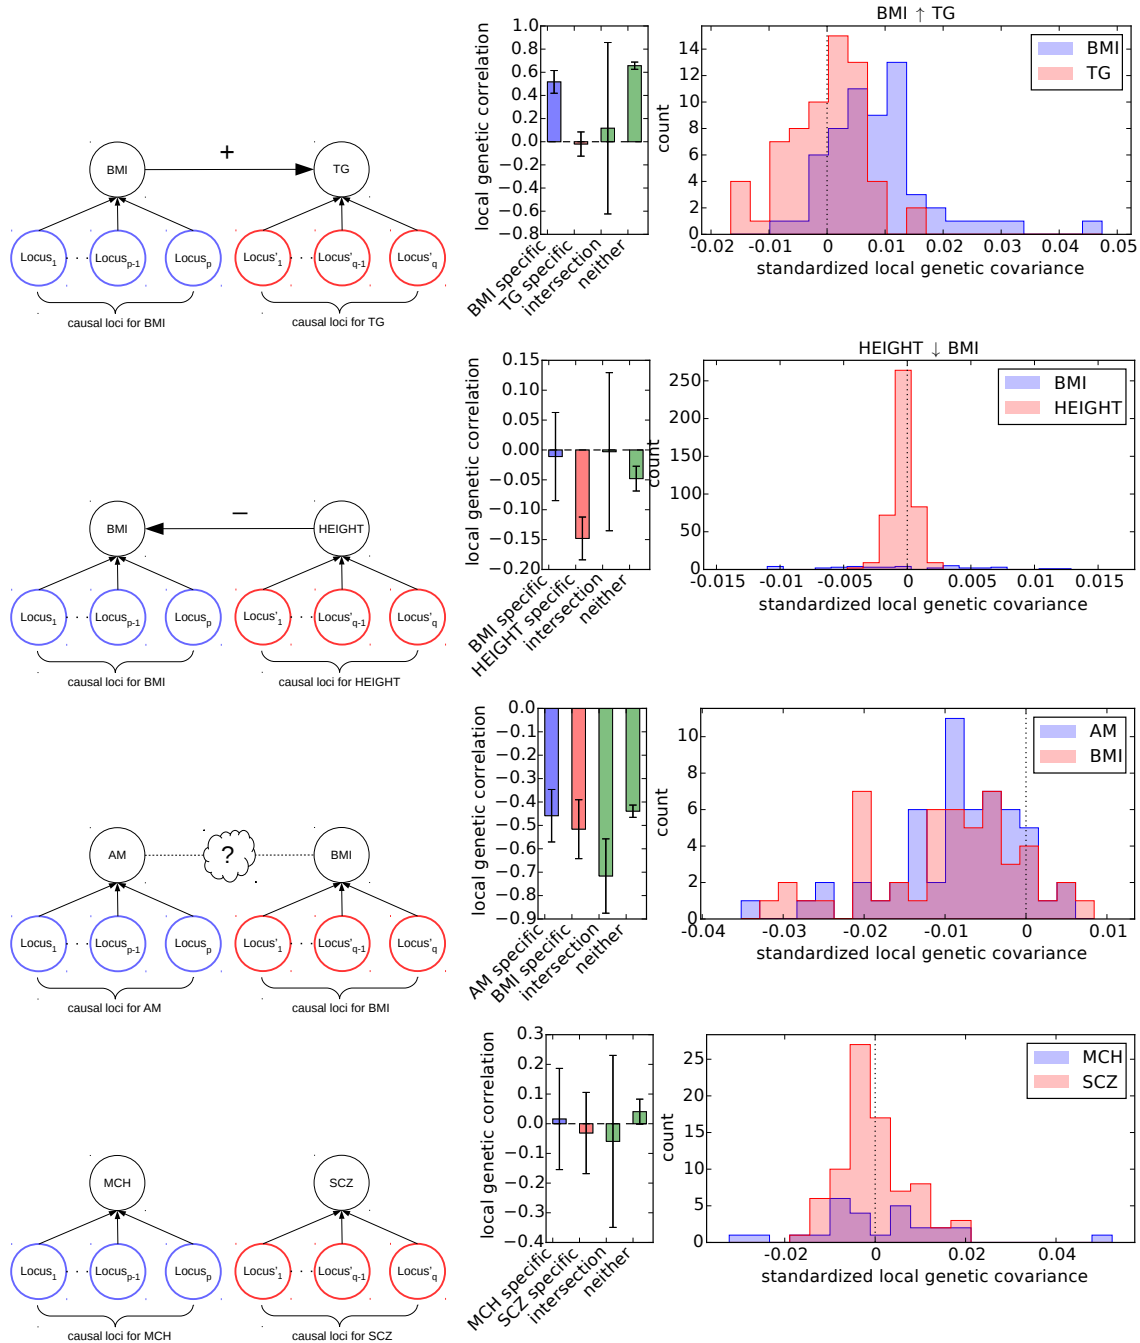 BMI ↑ TG
local genetic correlation
1.0
0.8
0.6
0.4
0.2
0.0
−0.2
−0.4
−0.6
−0.8
BMI specific
TG specific
intersection
neither
count
14
12
10
8
6
4
2
0
-0.02
-0.01
0
0.01
0.02
0.03
0.04
0.05
standardized local genetic covariance
BMI
TG
BMI
+
TG
Locus1 · · · Locusp-1 Locusp
Locus'1 · · · Locus'q-1 Locus'q
causal loci for BMI
causal loci for TG
HEIGHT ↓ BMI
local genetic correlation
0.15
0.10
0.05
0.00
−0.05
−0.10
−0.15
−0.20
BMI specific
HEIGHT specific
intersection
neither
count
250
200
150
100
50
0
-0.015
-0.01
-0.005
0
0.005
0.01
0.015
standardized local genetic covariance
BMI
HEIGHT
BMI
−
HEIGHT
Locus1 · · · Locusp-1 Locusp
Locus'1 · · · Locus'q-1 Locus'q
causal loci for BMI
causal loci for HEIGHT
local genetic correlation
0.0
−0.1
−0.2
−0.3
−0.4
−0.5
−0.6
−0.7
−0.8
−0.9
AM specific
BMI specific
intersection
neither
count
10
8
6
4
2
0
-0.04
-0.03
-0.02
-0.01
0
0.01
standardized local genetic covariance
AM
BMI
AM
?
BMI
Locus1 · · · Locusp-1 Locusp
Locus'1 · · · Locus'q-1 Locus'q
causal loci for AM
causal loci for BMI
local genetic correlation
0.3
0.2
0.1
0.0
−0.1
−0.2
−0.3
−0.4
MCH specific
SCZ specific
intersection
neither
count
25
20
15
10
5
0
-0.02
0
0.02
0.04
standardized local genetic covariance
MCH
SCZ
MCH
SCZ
Locus1 · · · Locusp-1 Locusp
Locus'1 · · · Locus'q-1 Locus'q
causal loci for MCH
causal loci for SCZ